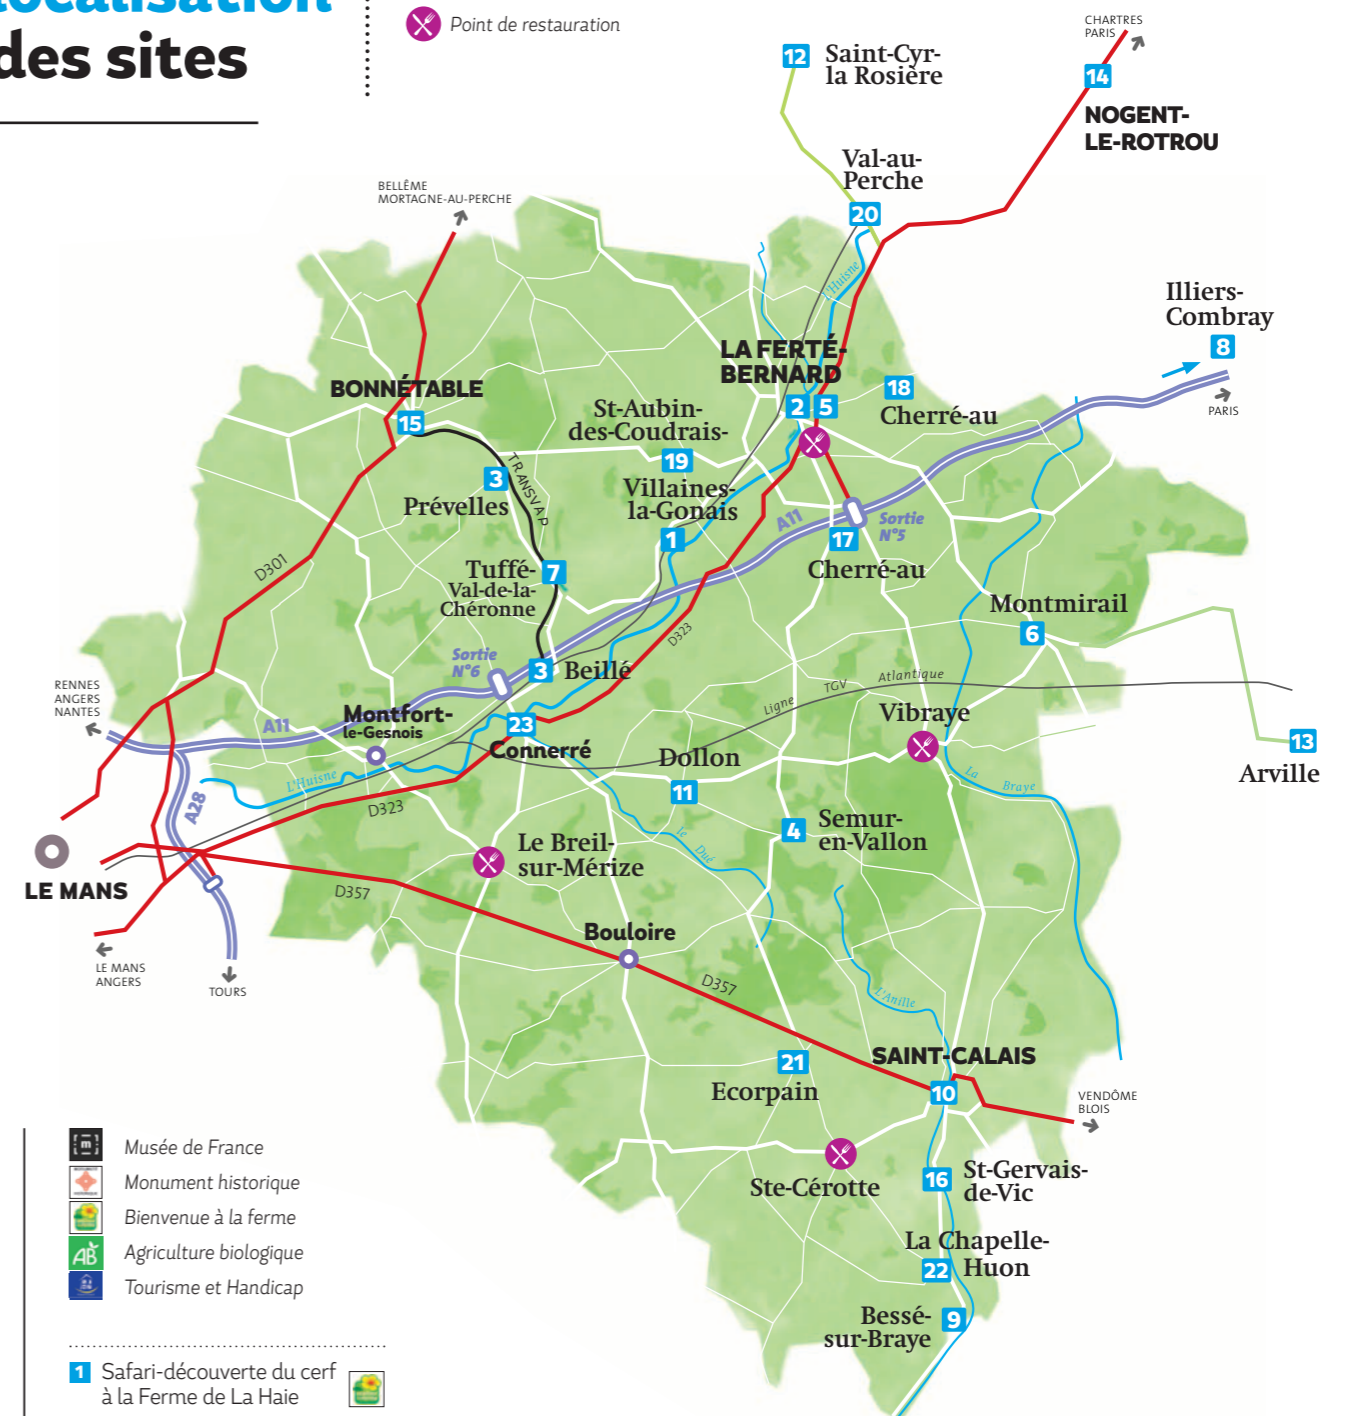 localisation
des sites
Point de restauration
CHARTRES
PARIS
12
Saint-Cyr-
la Rosière
14
NOGENT-
LE-ROTROU
Val-au-
Perche
20
BELLÊME
MORTAGNE-AU-PERCHE
L'Huisne
Illiers-
Combray
8
PARIS
LA FERTÉ-
BERNARD
2 5
18
Cherré-au
BONNÉTABLE
15
St-Aubin-
des-Coudrais-
19
TRANSVAP
3
Prévelles
Villaines-
la-Gonais
1
A11
Sortie
N°5
17
Cherré-au
D301
Tuffé-
Val-de-la-
Chéronne
7
Montmirail
6
D323
Sortie
N°6
3 Beillé
Ligne TGV Atlantique
RENNES
ANGERS
NANTES
A11
Montfort-
le-Gesnois
23
Connerré
Vibraye
13
Arville
Dollon
11
L'Huisne
La Braye
A28
D323
4
Semur-
en-Vallon
le Dué
Le Breil-
sur-Mérize
LE MANS
D357
Bouloire
LE MANS
ANGERS
TOURS
D357
L'Anille
21
Ecorpain
SAINT-CALAIS
10
VENDÔME
BLOIS
Ste-Cérotte
16
St-Gervais-
de-Vic
La Chapelle-
22 Huon
Bessé-
sur-Braye
9
Musée de France
Monument historique
Bienvenue à la ferme
AB Agriculture biologique
Tourisme et Handicap
1 Safari-découverte du cerf
à la Ferme de La Haie